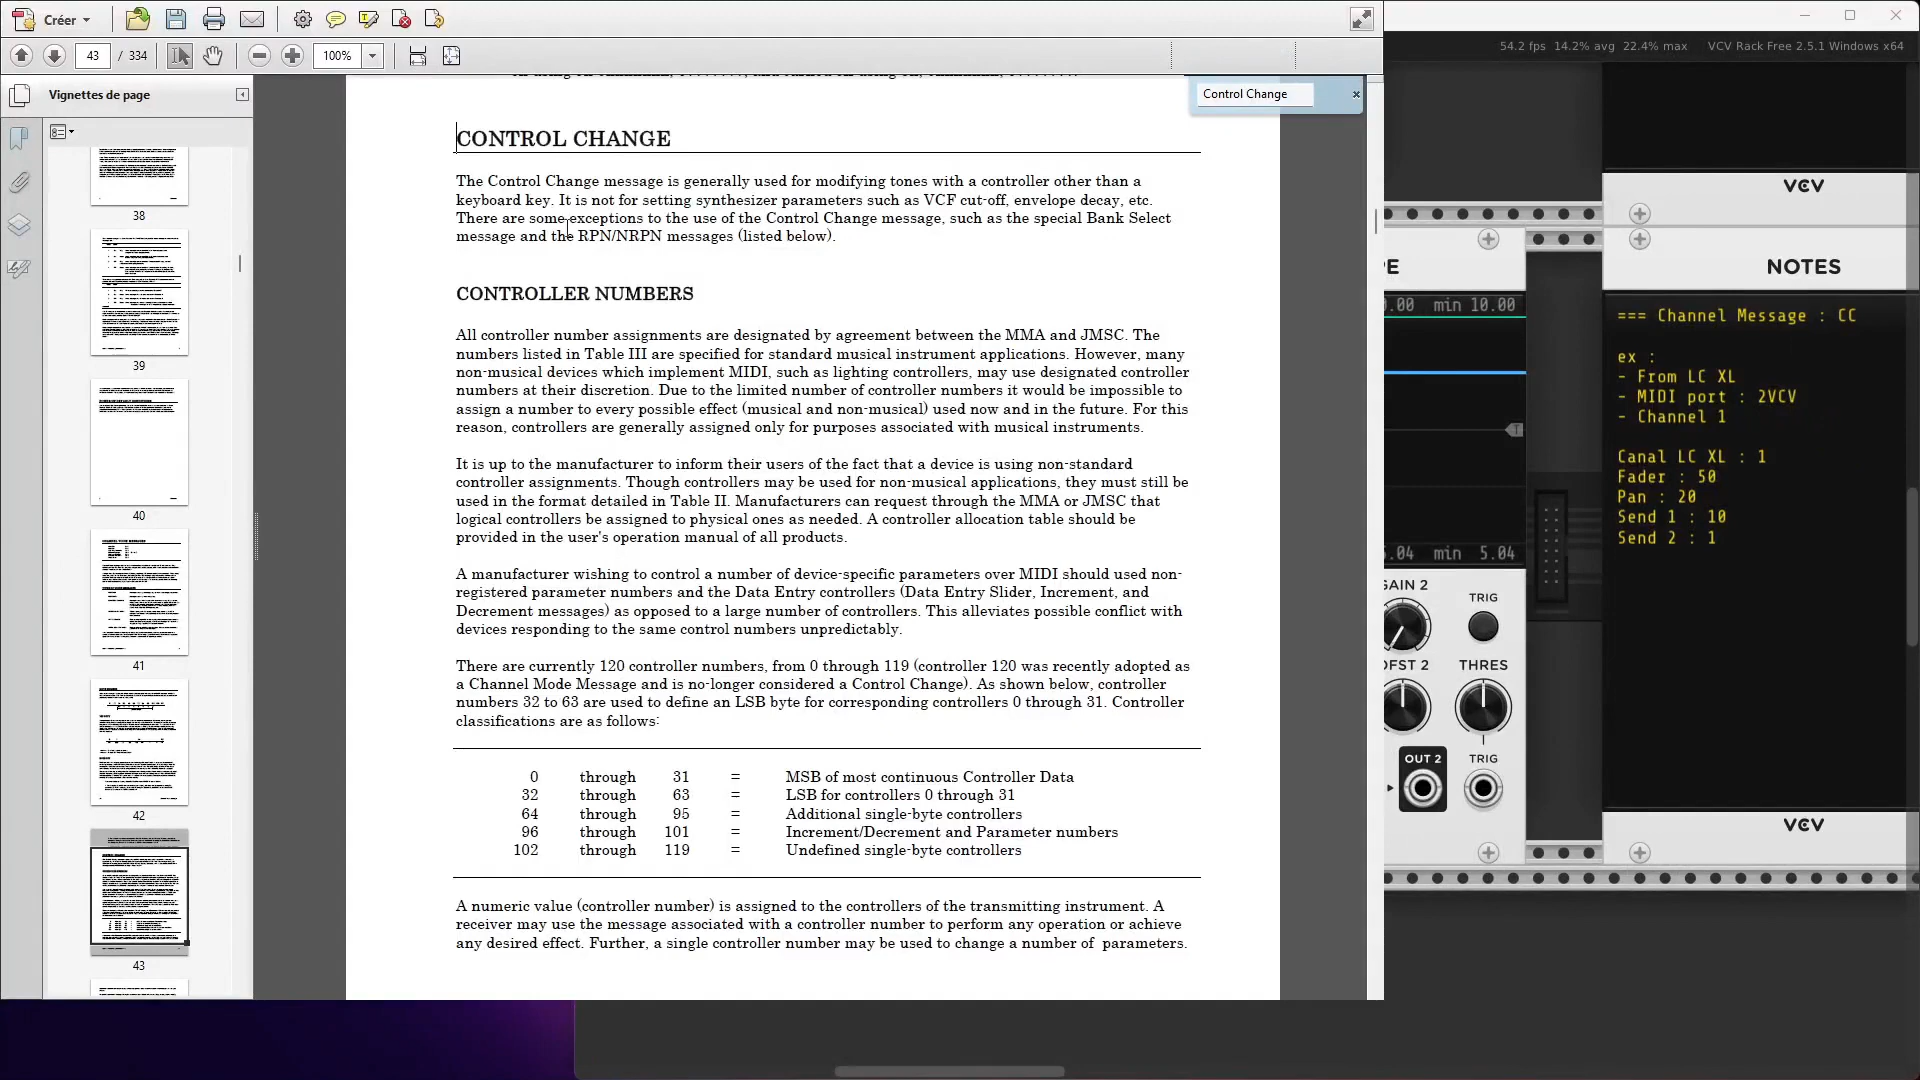 Créer
43 / 334
100%
54.2 fps 14.2% avg 22.4% max VCV Rack Free 2.5.1 Windows x64
Vignettes de page
Control Change
38
39
40
41
42
43
CONTROL CHANGE
The Control Change message is generally used for modifying tones with a controller other than a
keyboard key. It is not for setting synthesizer parameters such as VCF cut-off, envelope decay, etc.
There are some exceptions to the use of the Control Change message, such as the special Bank Select
message and the RPN/NRPN messages (listed below).
CONTROLLER NUMBERS
All controller number assignments are designated by agreement between the MMA and JMSC. The
numbers listed in Table III are specified for standard musical instrument applications. However, many
non-musical devices which implement MIDI, such as lighting controllers, may use designated controller
numbers at their discretion. Due to the limited number of controller numbers it would be impossible to
assign a number to every possible effect (musical and non-musical) used now and in the future. For this
reason, controllers are generally assigned only for purposes associated with musical instruments.
It is up to the manufacturer to inform their users of the fact that a device is using non-standard
controller assignments. Though controllers may be used for non-musical applications, they must still be
used in the format detailed in Table II. Manufacturers can request through the MMA or JMSC that
logical controllers be assigned to physical ones as needed. A controller allocation table should be
provided in the user's operation manual of all products.
A manufacturer wishing to control a number of device-specific parameters over MIDI should used non-
registered parameter numbers and the Data Entry controllers (Data Entry Slider, Increment, and
Decrement messages) as opposed to a large number of controllers. This alleviates possible conflict with
devices responding to the same control numbers unpredictably.
There are currently 120 controller numbers, from 0 through 119 (controller 120 was recently adopted as
a Channel Mode Message and is no-longer considered a Control Change). As shown below, controller
numbers 32 to 63 are used to define an LSB byte for corresponding controllers 0 through 31. Controller
classifications are as follows:
0 through 31 = MSB of most continuous Controller Data
32 through 63 = LSB for controllers 0 through 31
64 through 95 = Additional single-byte controllers
96 through 101 = Increment/Decrement and Parameter numbers
102 through 119 = Undefined single-byte controllers
A numeric value (controller number) is assigned to the controllers of the transmitting instrument. A
receiver may use the message associated with a controller number to perform any operation or achieve
any desired effect. Further, a single controller number may be used to change a number of parameters.
PE
.00 min 10.00
5.04 min 5.04
GAIN 2
TRIG
OFST 2
THRES
OUT 2
TRIG
VCV
NOTES
=== Channel Message : CC
ex :
- From LC XL
- MIDI port : 2VCV
- Channel 1
Canal LC XL : 1
Fader : 50
Pan : 20
Send 1 : 10
Send 2 : 1
VCV